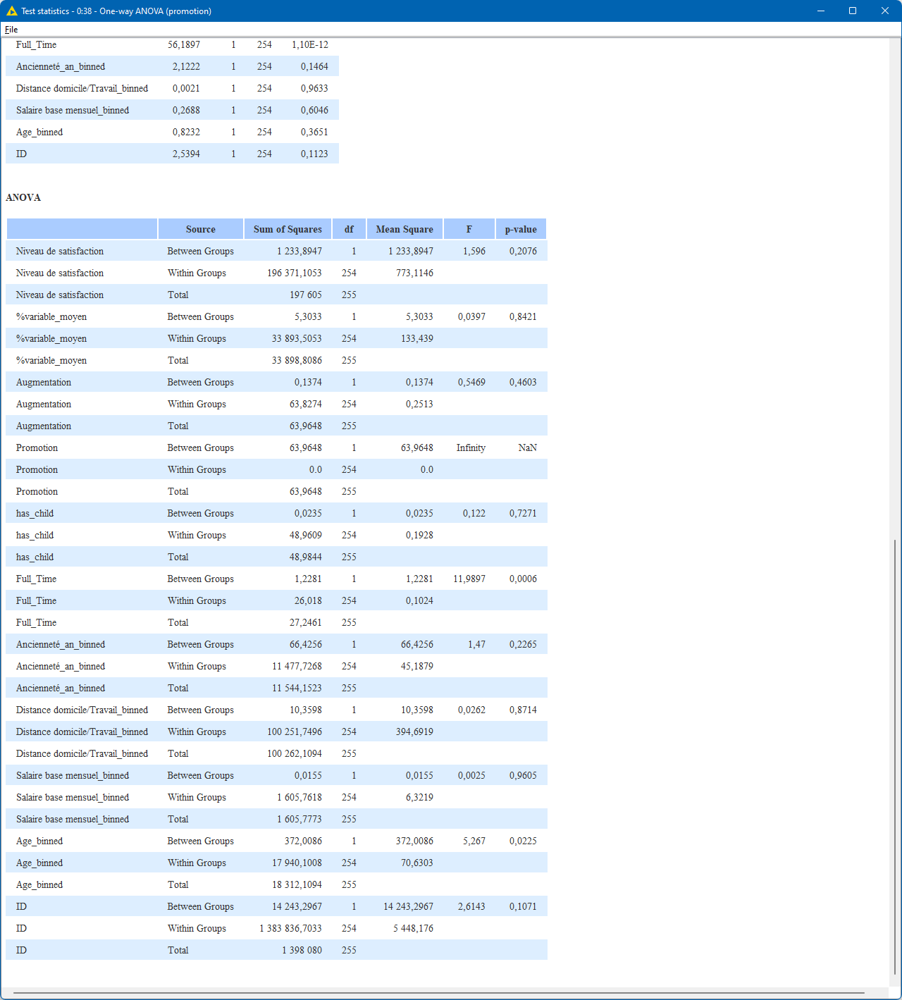 Test statistics - 0:38 - One-way ANOVA (promotion)
File
Full_Time 56,1897 1 254 1,10E-12
Ancienneté_an_binned 2,1222 1 254 0,1464
Distance domicile/Travail_binned 0,0021 1 254 0,9633
Salaire base mensuel_binned 0,2688 1 254 0,6046
Age_binned 0,8232 1 254 0,3651
ID 2,5394 1 254 0,1123
ANOVA
Source Sum of Squares df Mean Square F p-value
Niveau de satisfaction Between Groups 1 233,8947 1 1 233,8947 1,596 0,2076
Niveau de satisfaction Within Groups 196 371,1053 254 773,1146
Niveau de satisfaction Total 197 605 255
%variable_moyen Between Groups 5,3033 1 5,3033 0,0397 0,8421
%variable_moyen Within Groups 33 893,5053 254 133,439
%variable_moyen Total 33 898,8086 255
Augmentation Between Groups 0,1374 1 0,1374 0,5469 0,4603
Augmentation Within Groups 63,8274 254 0,2513
Augmentation Total 63,9648 255
Promotion Between Groups 63,9648 1 63,9648 Infinity NaN
Promotion Within Groups 0.0 254 0.0
Promotion Total 63,9648 255
has_child Between Groups 0,0235 1 0,0235 0,122 0,7271
has_child Within Groups 48,9609 254 0,1928
has_child Total 48,9844 255
Full_Time Between Groups 1,2281 1 1,2281 11,9897 0,0006
Full_Time Within Groups 26,018 254 0,1024
Full_Time Total 27,2461 255
Ancienneté_an_binned Between Groups 66,4256 1 66,4256 1,47 0,2265
Ancienneté_an_binned Within Groups 11 477,7268 254 45,1879
Ancienneté_an_binned Total 11 544,1523 255
Distance domicile/Travail_binned Between Groups 10,3598 1 10,3598 0,0262 0,8714
Distance domicile/Travail_binned Within Groups 100 251,7496 254 394,6919
Distance domicile/Travail_binned Total 100 262,1094 255
Salaire base mensuel_binned Between Groups 0,0155 1 0,0155 0,0025 0,9605
Salaire base mensuel_binned Within Groups 1 605,7618 254 6,3219
Salaire base mensuel_binned Total 1 605,7773 255
Age_binned Between Groups 372,0086 1 372,0086 5,267 0,0225
Age_binned Within Groups 17 940,1008 254 70,6303
Age_binned Total 18 312,1094 255
ID Between Groups 14 243,2967 1 14 243,2967 2,6143 0,1071
ID Within Groups 1 383 836,7033 254 5 448,176
ID Total 1 398 080 255